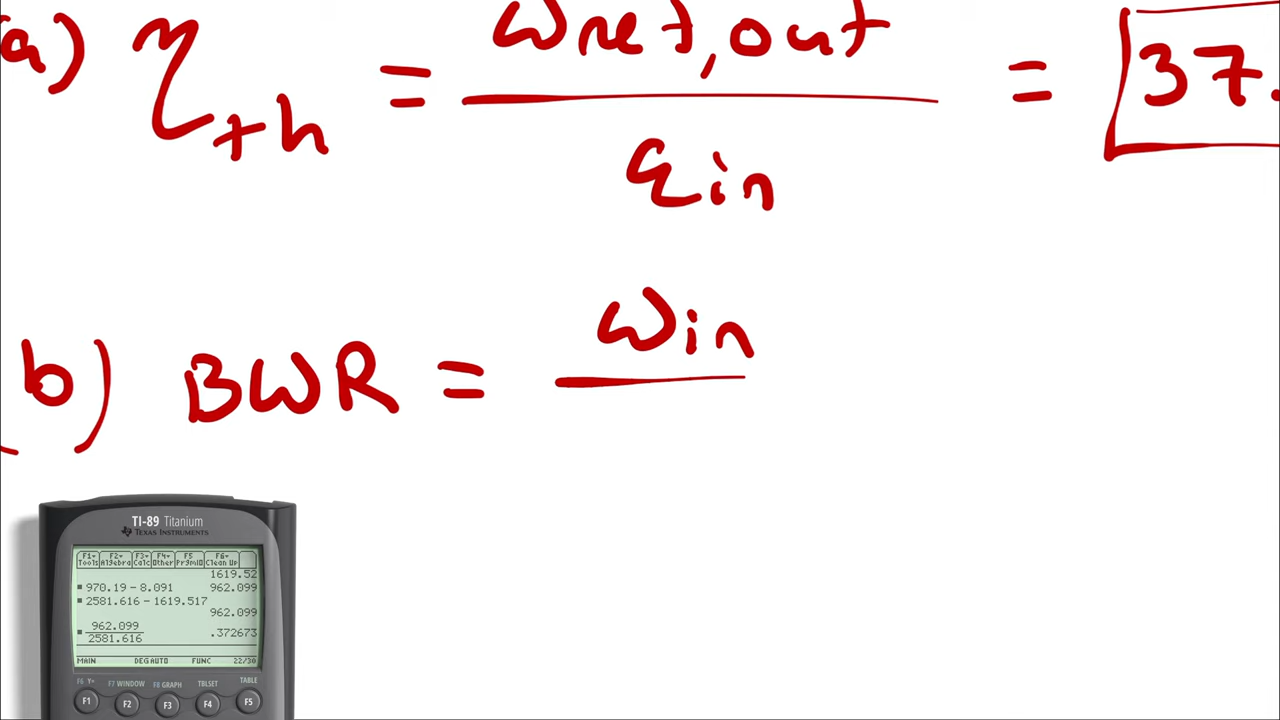 (a) η_th = w_net,out / q_in = 37.
(b) BWR = w_in
TI-89 Titanium
TEXAS INSTRUMENTS
F1 F2 F3 F4 F5 F6
Tools Algebra Calc Other PrgmIO Clean Up
1619.52
970.19 - 8.091 962.099
2581.616 - 1619.517
962.099
962.099 / 2581.616 .372673
MAIN DEG AUTO FUNC 22/30
F6 Y= F7 WINDOW F8 GRAPH TBLSET TABLE
F1 F2 F3 F4 F5